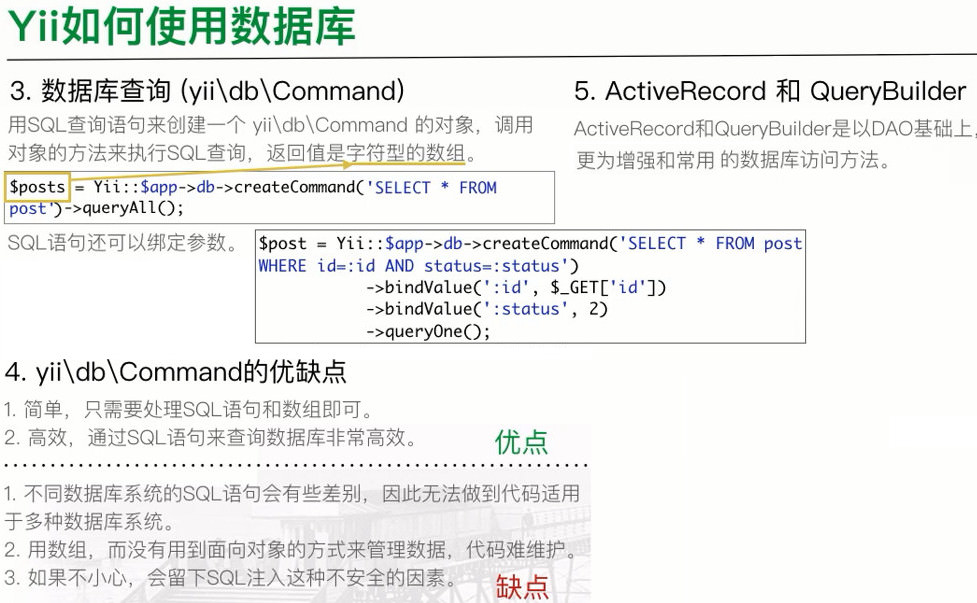 Yii如何使用数据库
3. 数据库查询 (yii\db\Command)
用SQL查询语句来创建一个 yii\db\Command 的对象，调用
对象的方法来执行SQL查询，返回值是字符型的数组。
$posts = Yii::$app->db->createCommand('SELECT * FROM
post')->queryAll();
SQL语句还可以绑定参数。
$post = Yii::$app->db->createCommand('SELECT * FROM post
WHERE id=:id AND status=:status')
->bindValue(':id', $_GET['id'])
->bindValue(':status', 2)
->queryOne();
4. yii\db\Command的优缺点
1. 简单，只需要处理SQL语句和数组即可。
2. 高效，通过SQL语句来查询数据库非常高效。
优点
1. 不同数据库系统的SQL语句会有些差别，因此无法做到代码适用
于多种数据库系统。
2. 用数组，而没有用到面向对象的方式来管理数据，代码难维护。
3. 如果不小心，会留下SQL注入这种不安全的因素。
缺点
5. ActiveRecord 和 QueryBuilder
ActiveRecord和QueryBuilder是以DAO基础上，
更为增强和常用 的数据库访问方法。